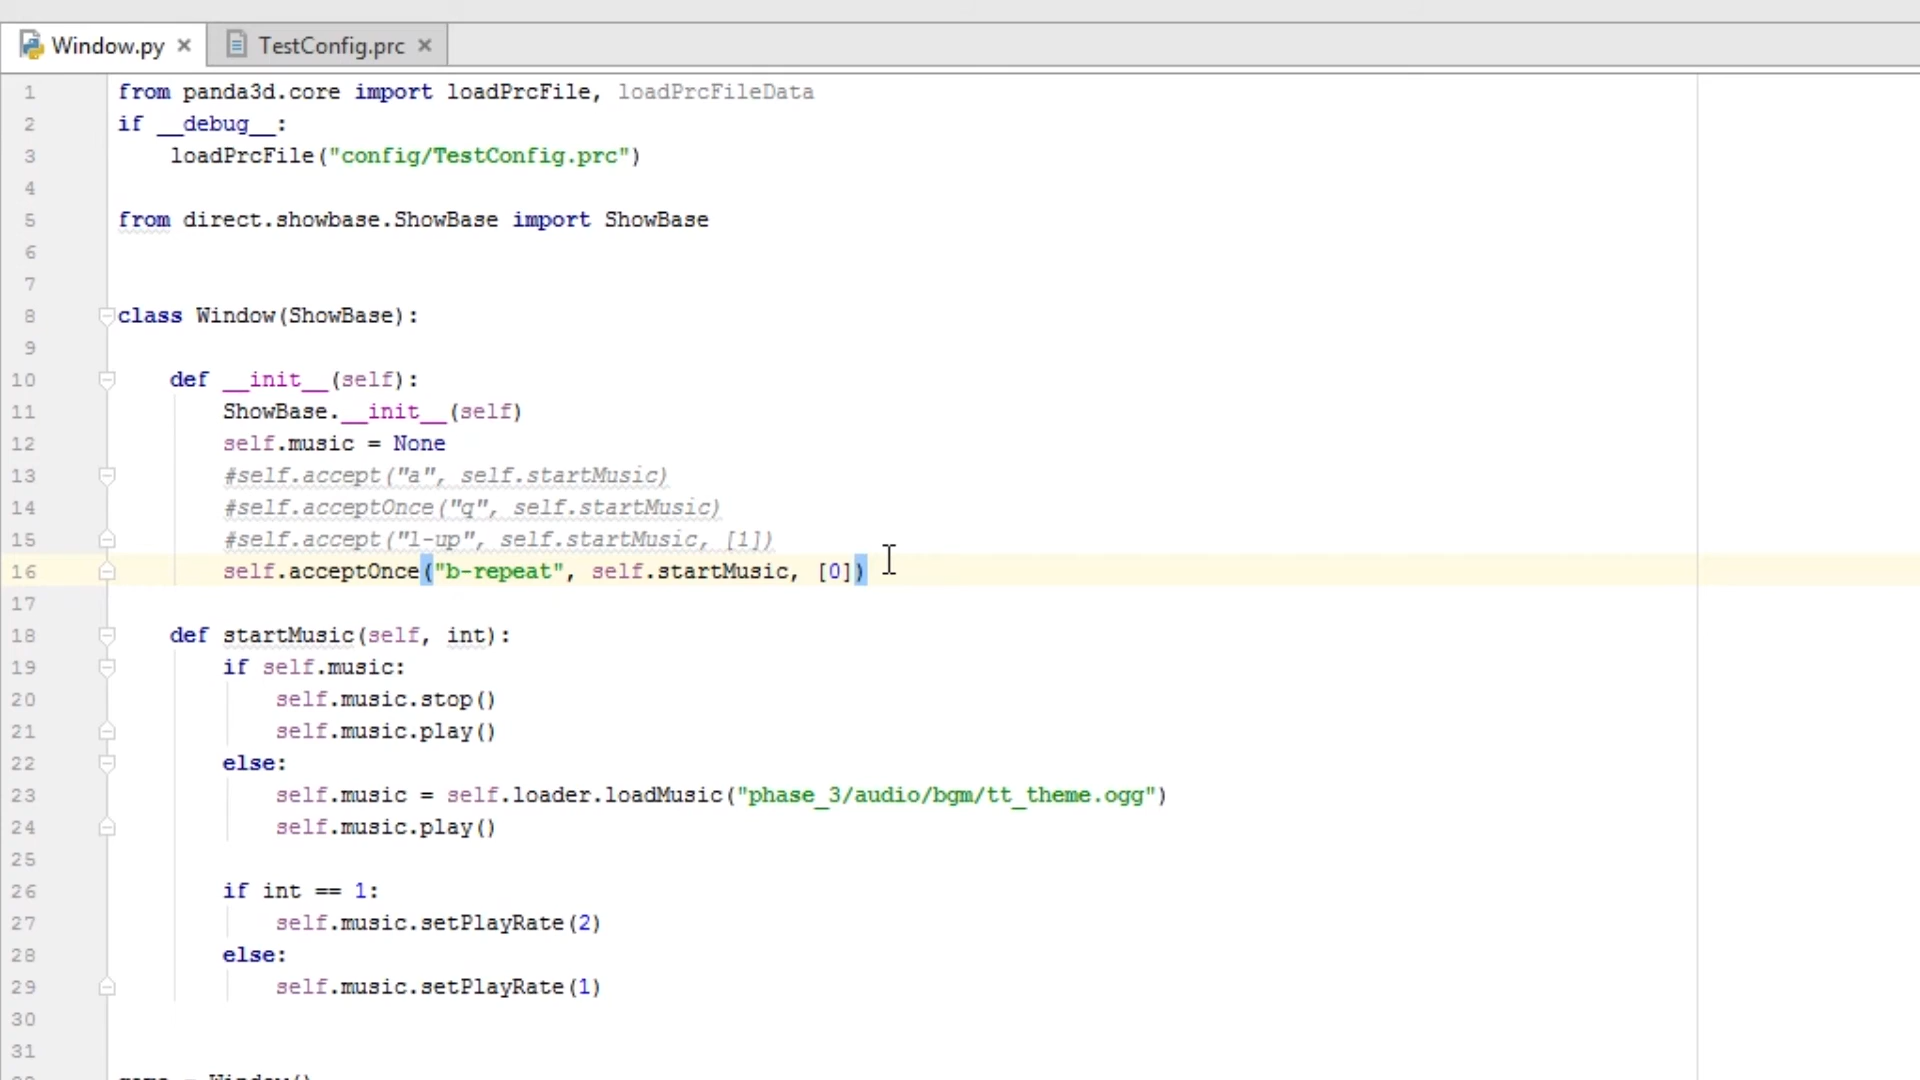 Window.py TestConfig.prc
1 from panda3d.core import loadPrcFile, loadPrcFileData
2 if __debug__:
3 loadPrcFile("config/TestConfig.prc")
4
5 from direct.showbase.ShowBase import ShowBase
6
7
8 class Window(ShowBase):
9
10 def __init__(self):
11 ShowBase.__init__(self)
12 self.music = None
13 #self.accept("a", self.startMusic)
14 #self.acceptOnce("q", self.startMusic)
15 #self.accept("l-up", self.startMusic, [1])
16 self.acceptOnce("b-repeat", self.startMusic, [0])
17
18 def startMusic(self, int):
19 if self.music:
20 self.music.stop()
21 self.music.play()
22 else:
23 self.music = self.loader.loadMusic("phase_3/audio/bgm/tt_theme.ogg")
24 self.music.play()
25
26 if int == 1:
27 self.music.setPlayRate(2)
28 else:
29 self.music.setPlayRate(1)
30
31
= Window()